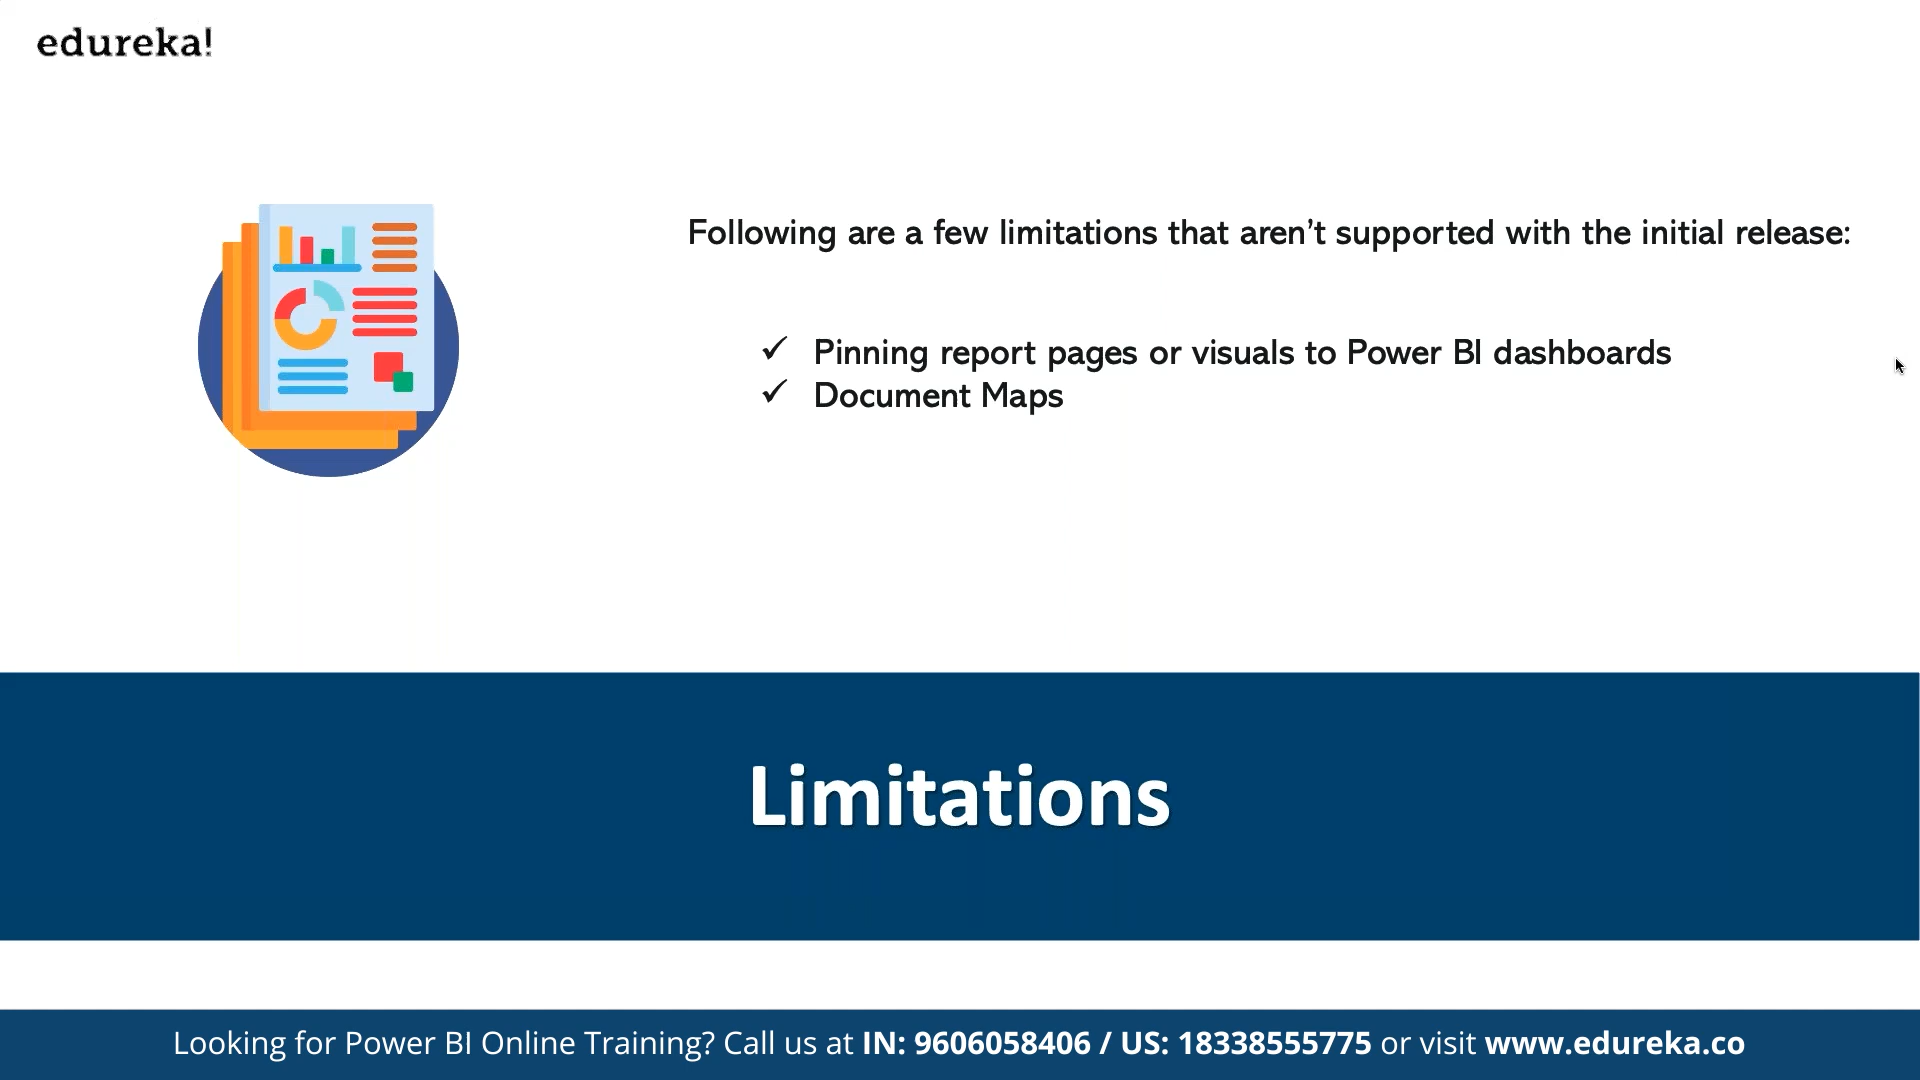 edureka!
Following are a few limitations that aren’t supported with the initial release:
✓ Pinning report pages or visuals to Power BI dashboards
✓ Document Maps
Limitations
Looking for Power BI Online Training? Call us at IN: 9606058406 / US: 18338555775 or visit www.edureka.co